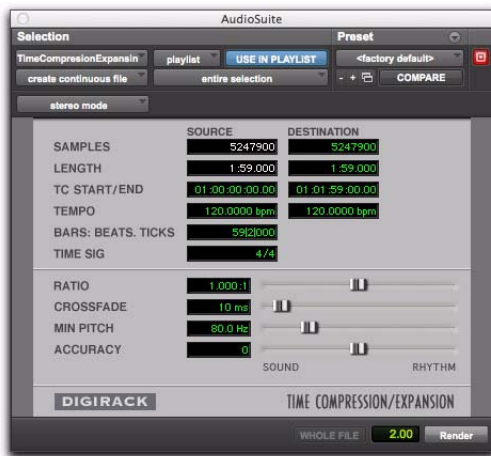 AudioSuite
Selection
Preset
TimeCompresionExpansin playlist USE IN PLAYLIST <factory default>
create continuous file entire selection - + COMPARE
stereo mode
SOURCE DESTINATION
SAMPLES 5247900 5247900
LENGTH 1:59.000 1:59.000
TC START/END 01:00:00:00.00 01:01:59:00.00
TEMPO 120.0000 bpm 120.0000 bpm
BARS: BEATS. TICKS 59|2|000
TIME SIG 4/4
RATIO 1.000:1
CROSSFADE 10 ms
MIN PITCH 80.0 Hz
ACCURACY 0
SOUND RHYTHM
DIGIRACK TIME COMPRESSION/EXPANSION
WHOLE FILE 2.00 Render